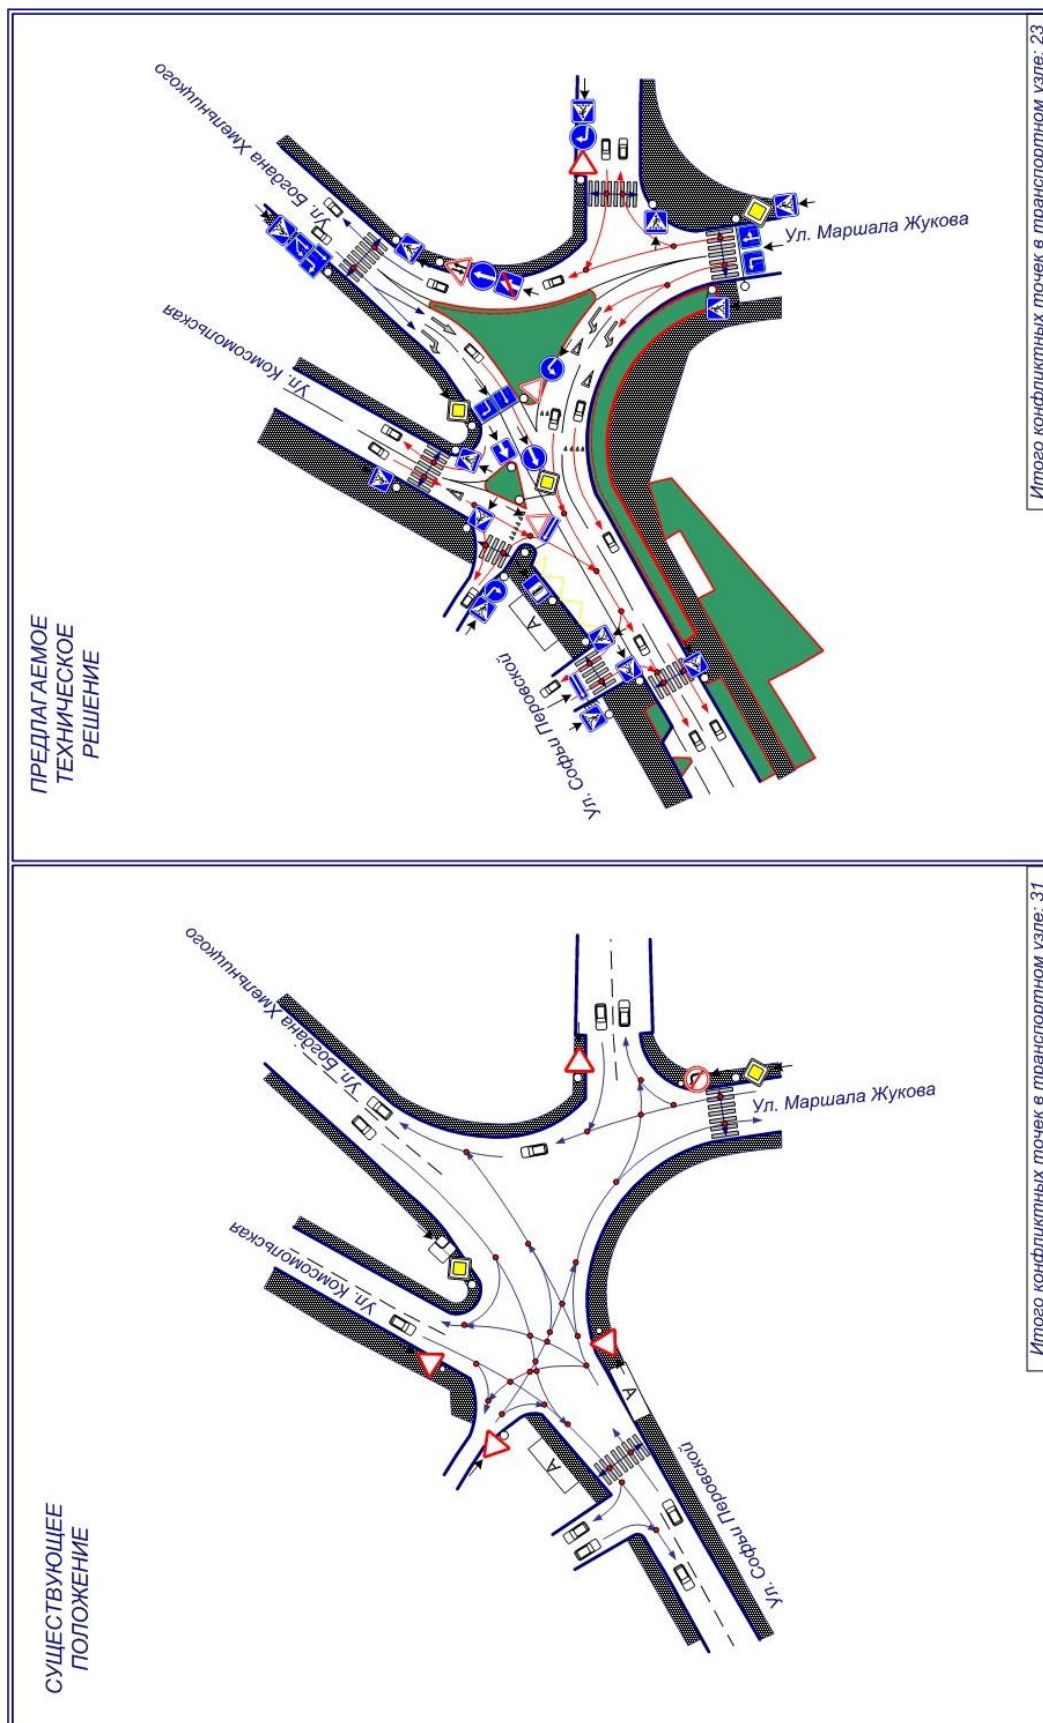 ПРЕДЛАГАЕМОЕ
ТЕХНИЧЕСКОЕ
РЕШЕНИЕ
Ул. Богдана Хмельницкого
Ул. Комсомольская
Ул. Маршала Жукова
Ул. Софьи Перовской
А
Итого конфликтных точек в транспортном узле: 23
СУЩЕСТВУЮЩЕЕ
ПОЛОЖЕНИЕ
Ул. Богдана Хмельницкого
Ул. Комсомольская
Ул. Маршала Жукова
Ул. Софьи Перовской
А
А
Итого конфликтных точек в транспортном узле: 31